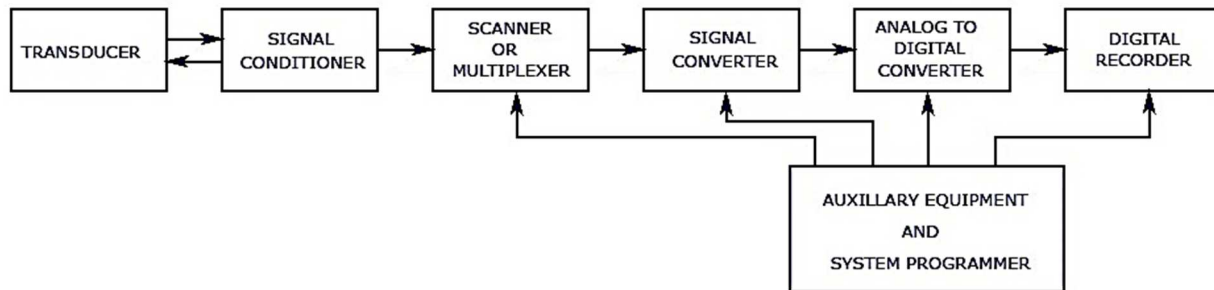 TRANSDUCER
SIGNAL
CONDITIONER
SCANNER
OR
MULTIPLEXER
SIGNAL
CONVERTER
ANALOG TO
DIGITAL
CONVERTER
DIGITAL
RECORDER
AUXILLARY EQUIPMENT
AND
SYSTEM PROGRAMMER